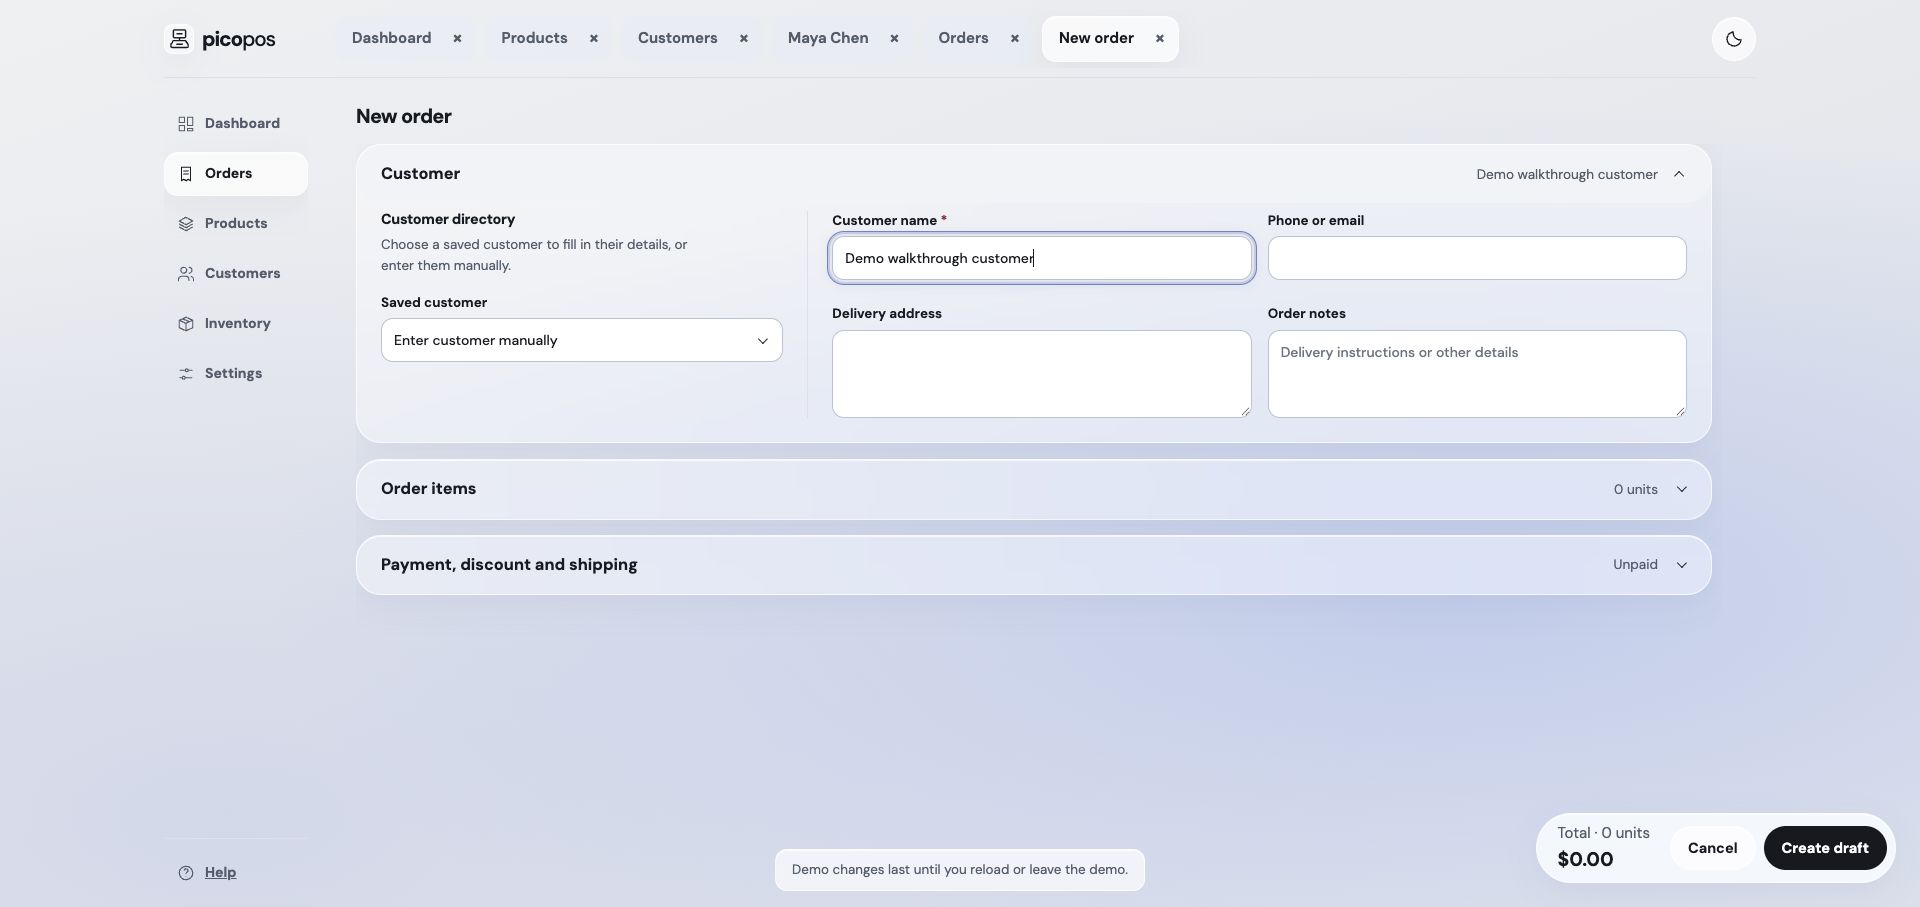 picopos
Dashboard
Products
Customers
Maya Chen
Orders
New order
Dashboard
Orders
Products
Customers
Inventory
Settings
Help
New order
Customer
Demo walkthrough customer
Customer directory
Choose a saved customer to fill in their details, or
enter them manually.
Saved customer
Enter customer manually
Customer name *
Demo walkthrough customer
Phone or email
Delivery address
Order notes
Delivery instructions or other details
Order items
0 units
Payment, discount and shipping
Unpaid
Demo changes last until you reload or leave the demo.
Total · 0 units
$0.00
Cancel
Create draft